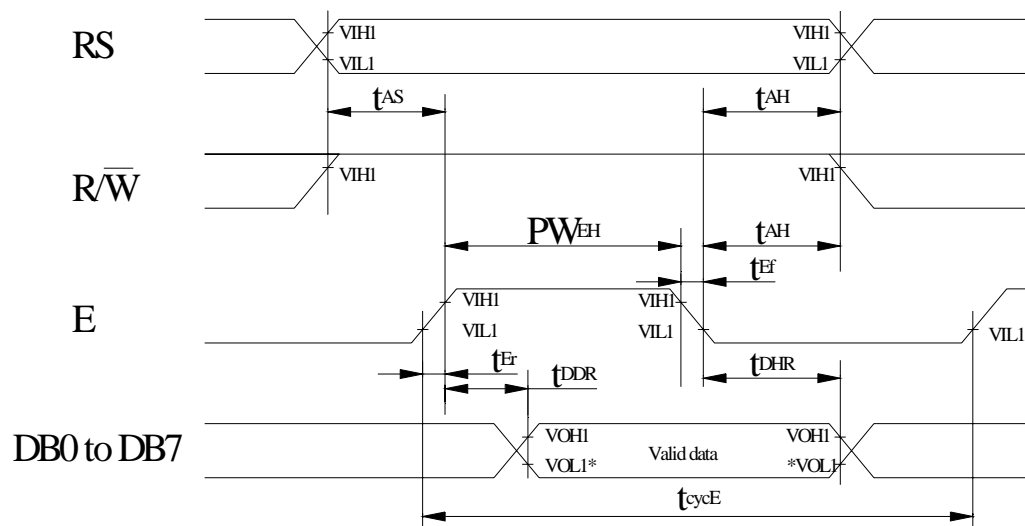 RS
VIH1 VIH1
VIL1 VIL1
tAS tAH
R/W̅ VIH1 VIH1
PWEH tAH
tEf
E VIH1 VIH1
VIL1 VIL1 VIL1
tEr tDDR tDHR
DB0 to DB7 VOH1 VOH1
VOL1* Valid data *VOL1
tcycE